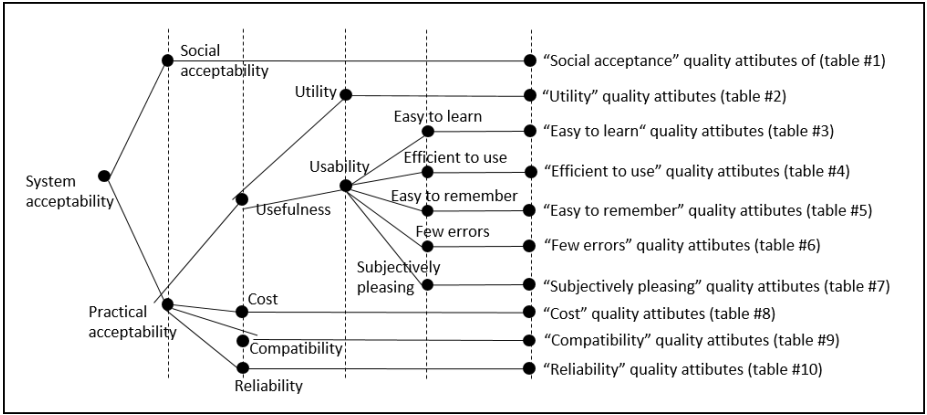 Social
acceptability
“Social acceptance” quality attibutes of (table #1)
Utility
“Utility” quality attibutes (table #2)
Easy to learn
“Easy to learn“ quality attibutes (table #3)
Usability
Efficient to use
“Efficient to use” quality attibutes (table #4)
System
acceptability
Usefulness
Easy to remember
“Easy to remember” quality attibutes (table #5)
Few errors
“Few errors” quality attibutes (table #6)
Subjectively
pleasing
“Subjectively pleasing” quality attibutes (table #7)
Practical
acceptability
Cost
“Cost” quality attibutes (table #8)
Compatibility
“Compatibility” quality attibutes (table #9)
Reliability
“Reliability” quality attibutes (table #10)